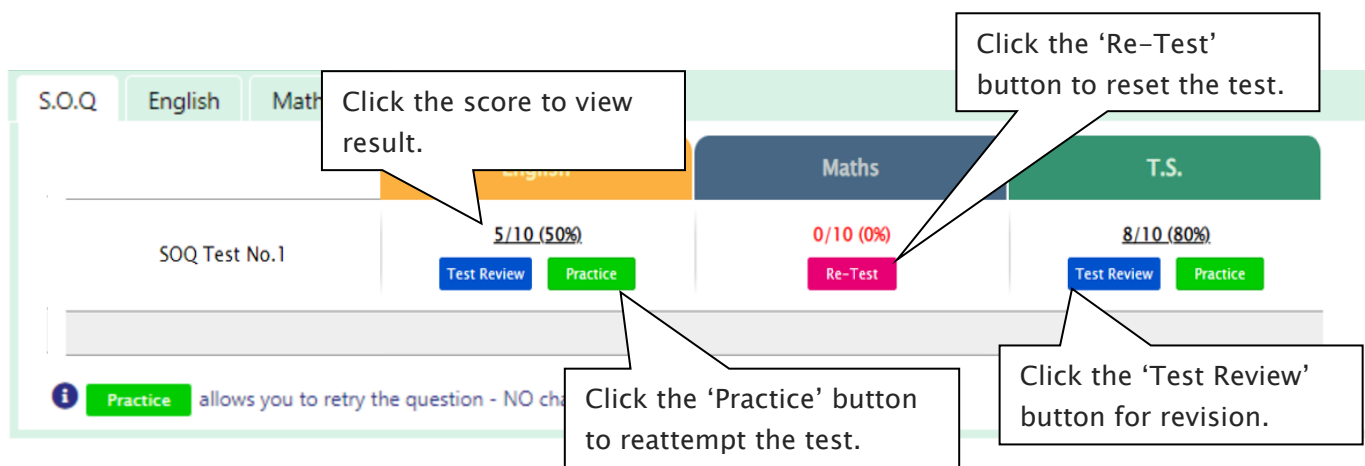 Click the ‘Re-Test’
button to reset the test.
S.O.Q English Math
Click the score to view
result.
Maths T.S.
SOQ Test No.1
5/10 (50%) 0/10 (0%) 8/10 (80%)
Test Review Practice Re-Test Test Review Practice
Practice allows you to retry the question - NO
Click the ‘Practice’ button
to reattempt the test.
Click the ‘Test Review’
button for revision.